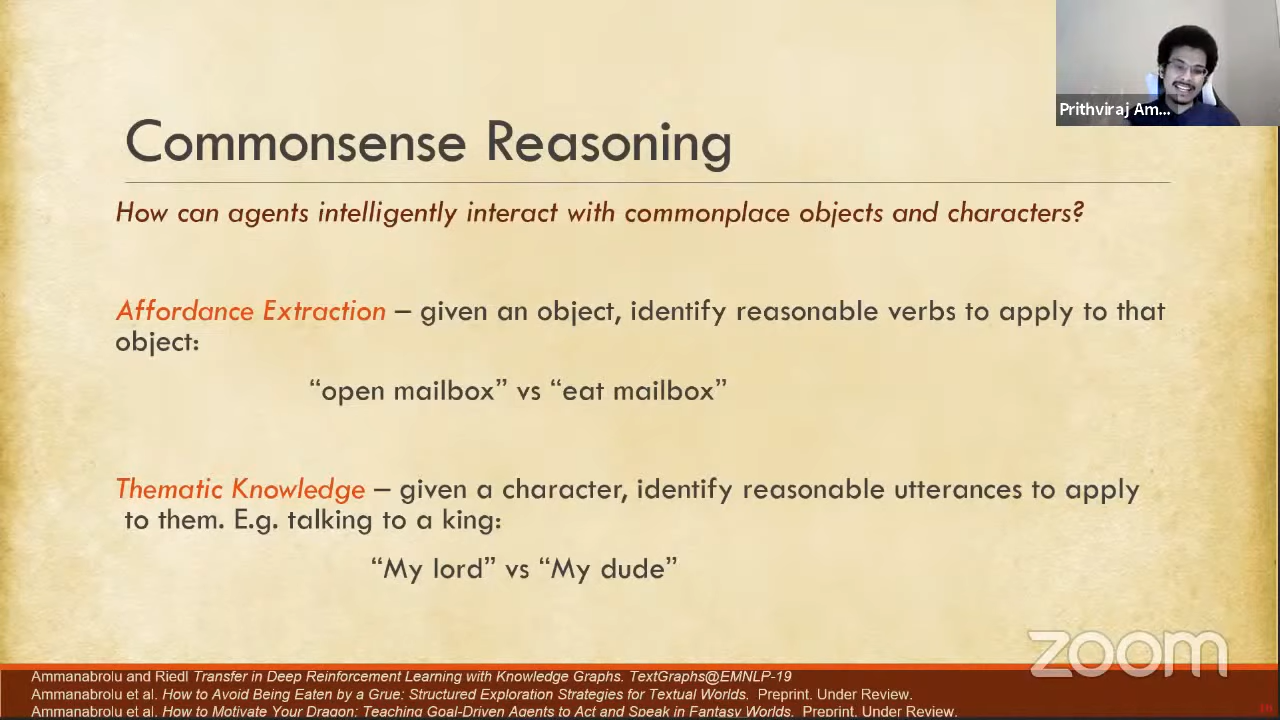 Prithviraj Am...
Commonsense Reasoning
How can agents intelligently interact with commonplace objects and characters?
Affordance Extraction – given an object, identify reasonable verbs to apply to that
object:
“open mailbox” vs “eat mailbox”
Thematic Knowledge – given a character, identify reasonable utterances to apply
to them. E.g. talking to a king:
“My lord” vs “My dude”
zoom
Ammanabrolu and Riedl Transfer in Deep Reinforcement Learning with Knowledge Graphs. TextGraphs@EMNLP-19
Ammanabrolu et al. How to Avoid Being Eaten by a Grue: Structured Exploration Strategies for Textual Worlds. Preprint. Under Review.
Ammanabrolu et al. How to Motivate Your Dragon: Teaching Goal-Driven Agents to Act and Speak in Fantasy Worlds. Preprint. Under Review.